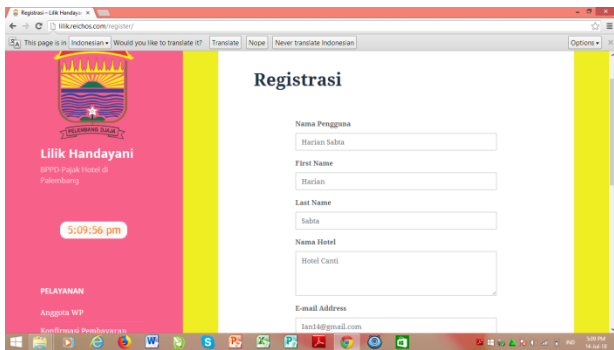 Registrasi – Lilik Handaya
lilik.reichos.com/register/
This page is in Indonesian Would you like to translate it? Translate Nope Never translate Indonesian Options
PALEMBANG DJAJA
Lilik Handayani
BPPD-Pajak Hotel di
Palembang
5:09:56 pm
PELAYANAN
Anggota WP
Konfirmasi Pembayaran
Registrasi
Nama Pengguna
Harian Sabta
First Name
Harian
Last Name
Sabta
Nama Hotel
Hotel Canti
E-mail Address
Ian14@gmail.com
IND
5:09 PM